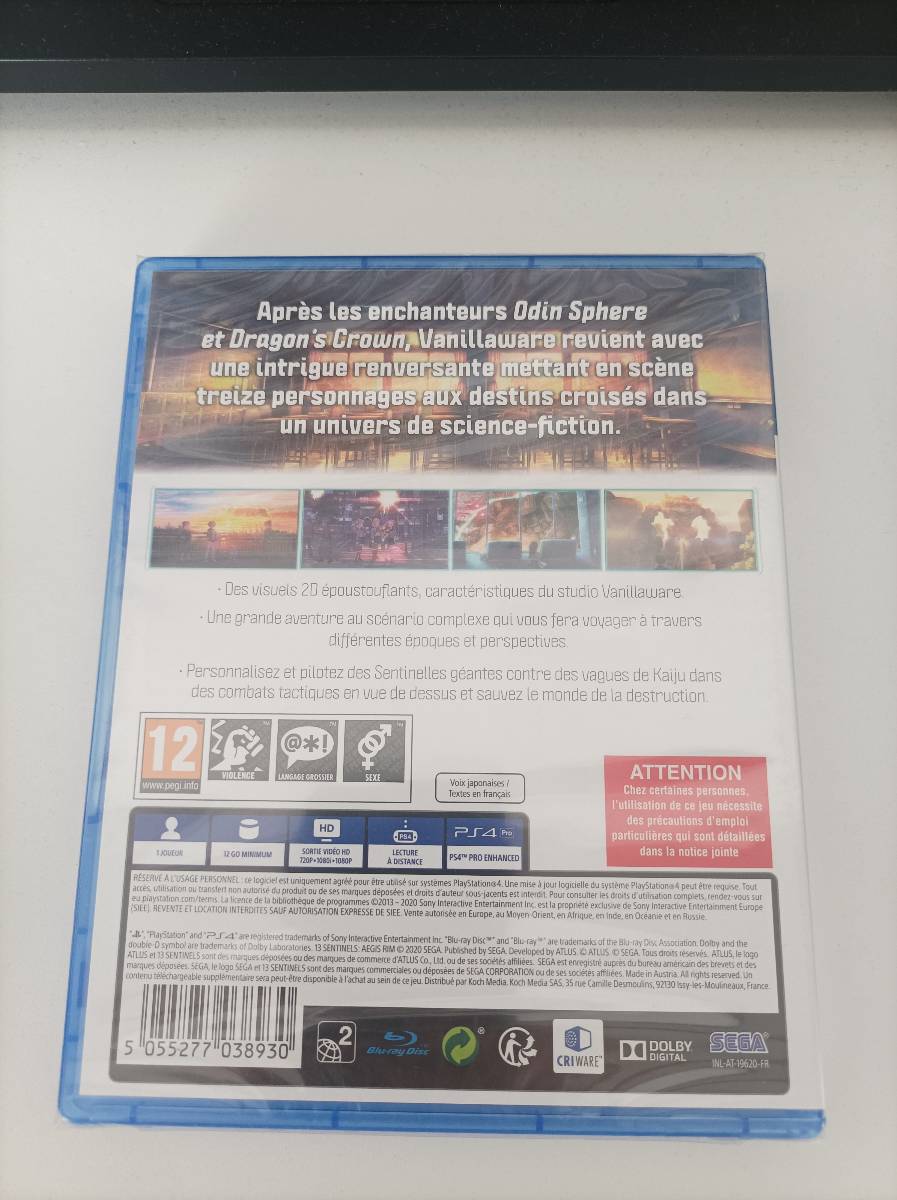 Après les enchanteurs Odin Sphere
et Dragon's Crown, Vanillaware revient avec
une intrigue renversante mettant en scène
treize personnages aux destins croisés dans
un univers de science-fiction.
· Des visuels 2D époustouflants, caractéristiques du studio Vanillaware.
· Une grande aventure au scénario complexe qui vous fera voyager à travers
différentes époques et perspectives.
· Personnalisez et pilotez des Sentinelles géantes contre des vagues de Kaiju dans
des combats tactiques en vue de dessus et sauvez le monde de la destruction.
12
www.pegi.info
VIOLENCE
@*!
LANGAGE GROSSIER
SEXE
Voix japonaises /
Textes en français
ATTENTION
Chez certaines personnes,
l'utilisation de ce jeu nécessite
des précautions d'emploi
particulières qui sont détaillées
dans la notice jointe
1 JOUEUR
12 GO MINIMUM
HD
SORTIE VIDÉO HD
720P•1080i•1080P
PS4
LECTURE
À DISTANCE
PS4 Pro
PS4™ PRO ENHANCED
RÉSERVÉ À L'USAGE PERSONNEL : ce logiciel est uniquement agréé pour être utilisé sur systèmes PlayStation®4. Une mise à jour logicielle du système PlayStation®4 peut être requise. Tout
accès, utilisation ou transfert non autorisé du produit ou de ses marques déposées et droits d'auteur sous-jacents est interdit. Pour consulter les droits d'utilisation complets, rendez-vous sur
eu.playstation.com/terms. La licence de la bibliothèque de programmes ©2013 – 2020 Sony Interactive Entertainment Inc. est la propriété exclusive de Sony Interactive Entertainment Europe
(SIEE). REVENTE ET LOCATION INTERDITES SAUF AUTORISATION EXPRESSE DE SIEE. Vente autorisée en Europe, au Moyen-Orient, en Afrique, en Inde, en Océanie et en Russie.
" ", "PlayStation" and "PS4" are registered trademarks of Sony Interactive Entertainment Inc. "Blu-ray Disc™" and "Blu-ray™" are trademarks of the Blu-ray Disc Association. Dolby and the
double-D symbol are trademarks of Dolby Laboratories. 13 SENTINELS: AEGIS RIM © 2020 SEGA. Published by SEGA. Developed by ATLUS. © ATLUS. © SEGA. Tous droits réservés. ATLUS, le logo
ATLUS et 13 SENTINELS sont des marques déposées ou des marques de commerce d'ATLUS Co., Ltd. ou de ses sociétés affiliées. SEGA est enregistré auprès du bureau américain des brevets et des
marques déposées. SEGA, le logo SEGA et 13 SENTINELS sont des marques commerciales ou déposées de SEGA CORPORATION ou de ses sociétés affiliées. Made in Austria. All rights reserved. Un
contenu téléchargeable supplémentaire sera peut-être disponible à l'achat au sein de ce jeu. Distribué par Koch Media. Koch Media SAS, 35 rue Camille Desmoulins, 92130 Issy-les-Moulineaux, France.
5 055277 038930
2
Blu-ray Disc
®
CRIWARE™
DOLBY
DIGITAL
SEGA
INL-AT-19620-FR